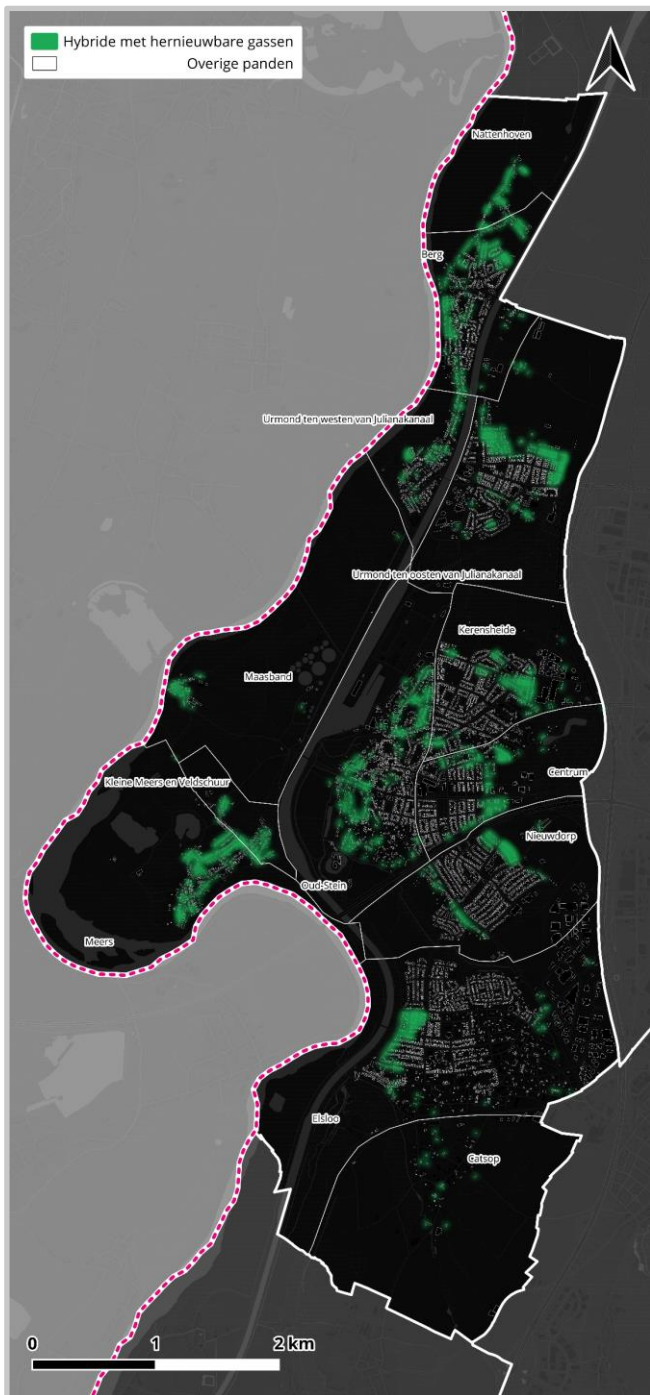 Hybride met hernieuwbare gassen
Overige panden
Nattenhoven
Berg
Urmond ten westen van Julianakanaal
Urmond ten oosten van Julianakanaal
Kerensheide
Maasband
Centrum
Kleine Meers en Veldschuur
Nieuwdorp
Oud-Stein
Meers
Elsloo
Catsop
0 1 2 km